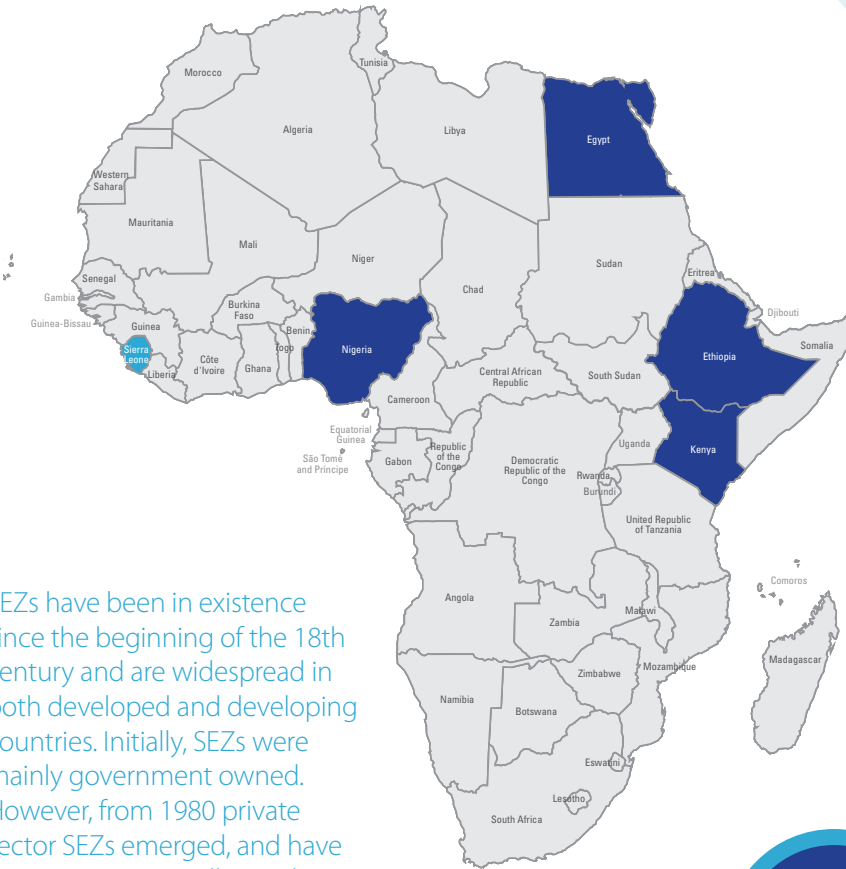 Tunisia
Morocco
Algeria
Libya
Egypt
Western
Sahara
Mauritania
Mali
Niger
Chad
Sudan
Eritrea
Senegal
Gambia
Guinea-Bissau
Guinea
Burkina
Faso
Benin
Togo
Djibouti
Somalia
Sierra
Leone
Liberia
Côte
d'Ivoire
Ghana
Nigeria
Ethiopia
Central African
Republic
South Sudan
Cameroon
Equatorial
Guinea
São Tomé
and Príncipe
Gabon
Republic
of the
Congo
Democratic
Republic of the
Congo
Uganda
Kenya
Rwanda
Burundi
United Republic
of Tanzania
Comoros
Angola
Zambia
Malawi
Mozambique
Madagascar
Zimbabwe
Namibia
Botswana
Eswatini
Lesotho
South Africa
EZs have been in existence
ince the beginning of the 18th
entury and are widespread in
oth developed and developing
ountries. Initially, SEZs were
nainly government owned.
However, from 1980 private
ector SEZs emerged, and have